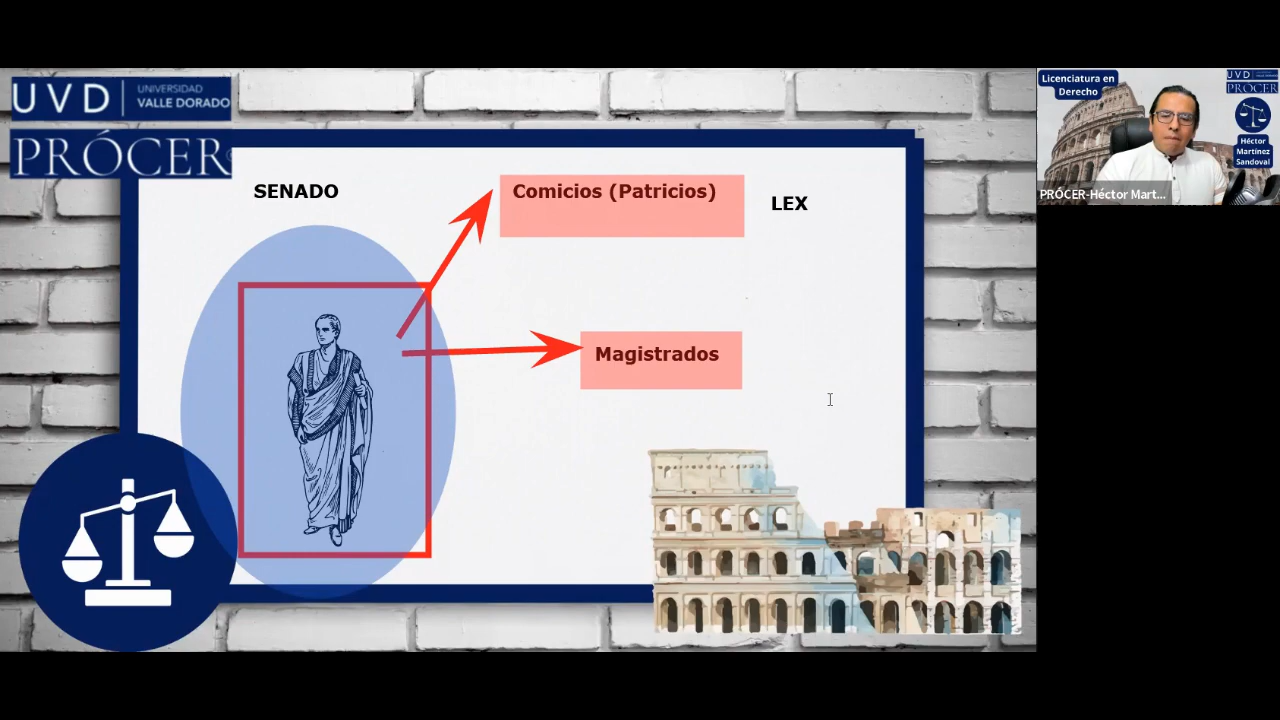 UVD
UNIVERSIDAD
VALLE DORADO
PRÓCER
SENADO
Comicios (Patricios)
LEX
Magistrados
Licenciatura en
Derecho
UVD
PRÓCER
Héctor
Martínez
Sandoval
PRÓCER-Héctor Mart...